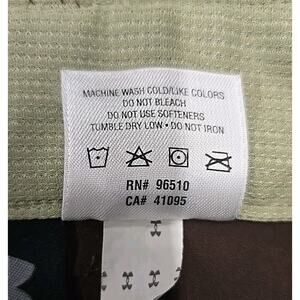 MACHINE WASH COLD/LIKE COLORS
DO NOT BLEACH
DO NOT USE SOFTENERS
TUMBLE DRY LOW • DO NOT IRON
RN# 96510
CA# 41095